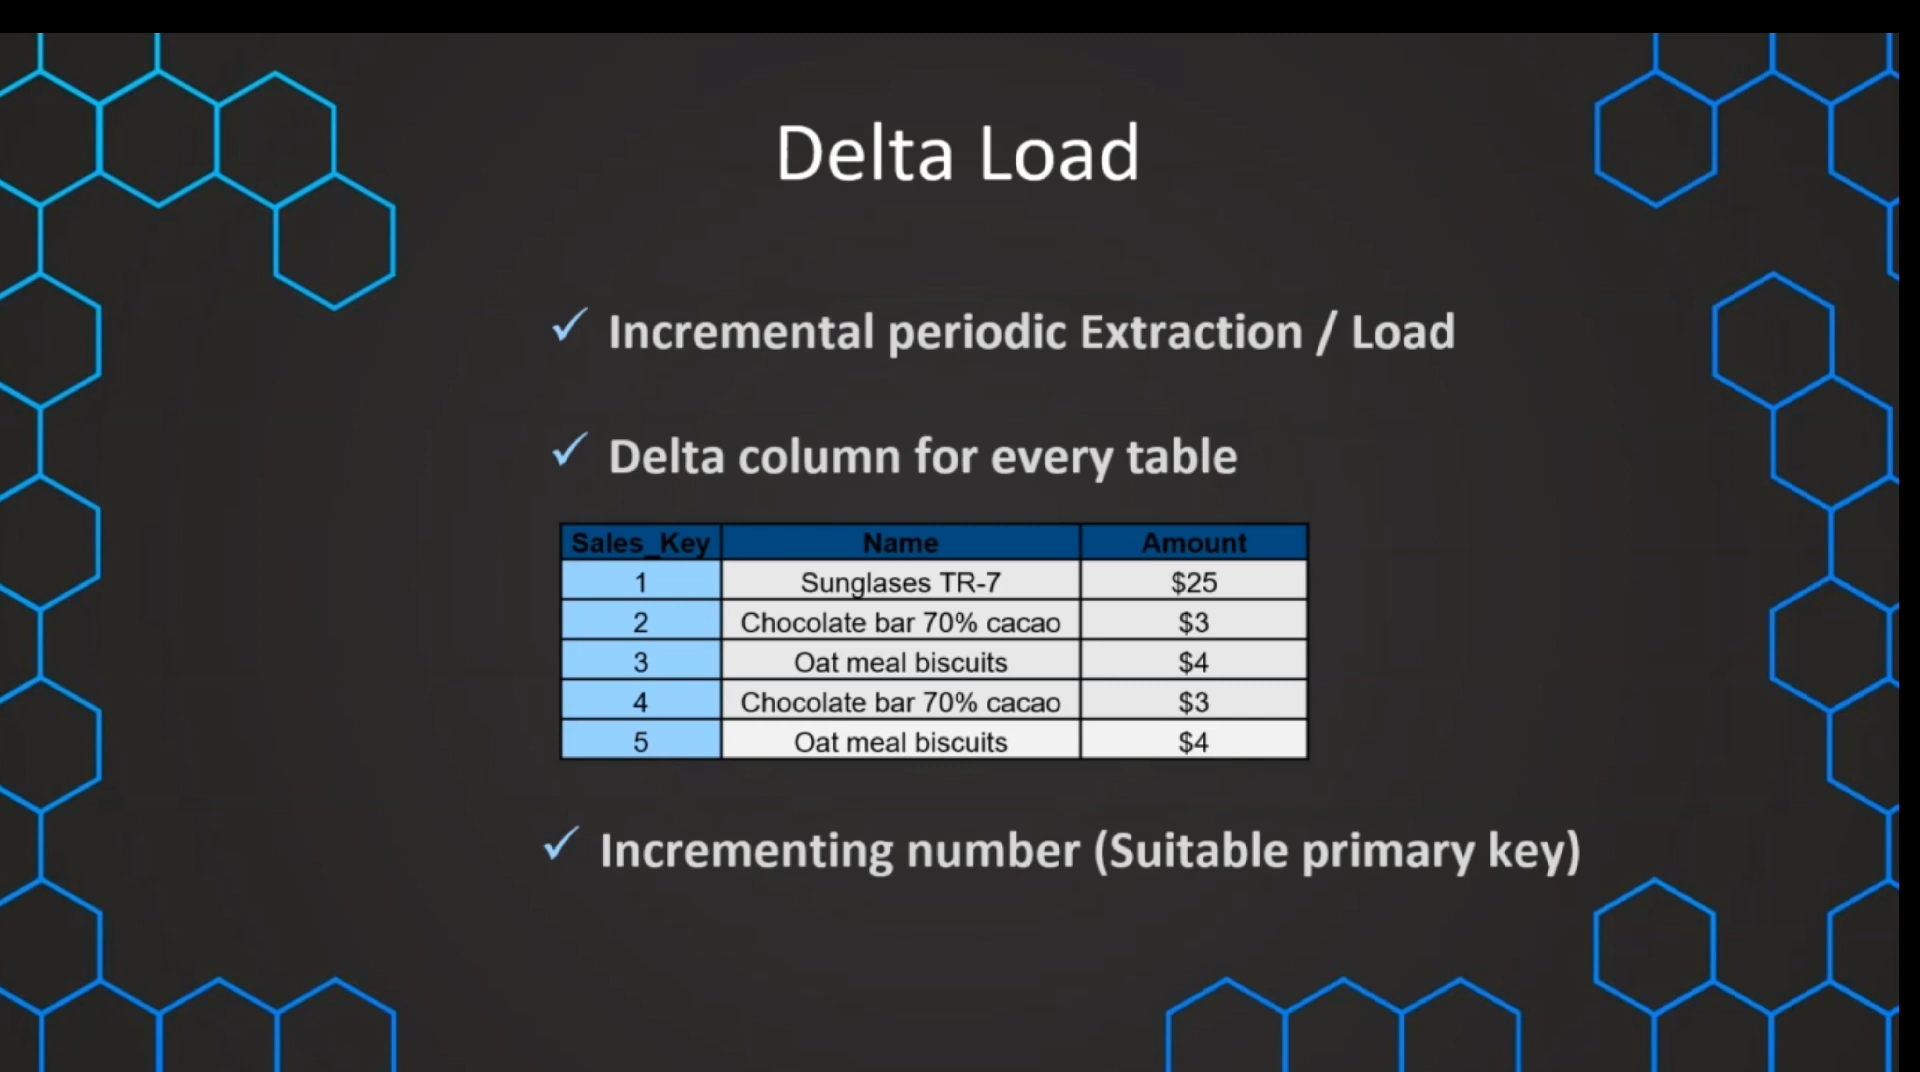 Delta Load
✓ Incremental periodic Extraction / Load
✓ Delta column for every table
Sales_Key Name Amount
1 Sunglases TR-7 $25
2 Chocolate bar 70% cacao $3
3 Oat meal biscuits $4
4 Chocolate bar 70% cacao $3
5 Oat meal biscuits $4
✓ Incrementing number (Suitable primary key)